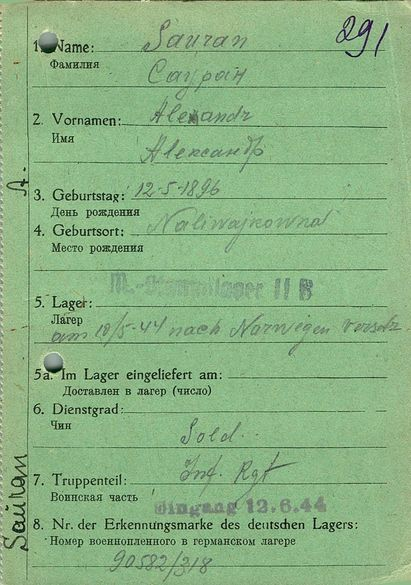 291
1. Name: Sauran
Фамилия Сауран
2. Vornamen: Alexandr
Имя Александр
3. Geburtstag: 12-5-1896
День рождения
4. Geburtsort: Naliwajkowna
Место рождения
M.-Stammlager II B
5. Lager:
Лагерь
am 18/5-44 nach Norwegen versetz
5a. Im Lager eingeliefert am:
Доставлен в лагер (число)
6. Dienstgrad:
Чин
Sold.
7. Truppenteil: Inf. Rgt
Воинская часть
Eingang 12.6.44
8. Nr. der Erkennungsmarke des deutschen Lagers:
Номер военнопленного в германском лагере
90582/318
Sauran A.